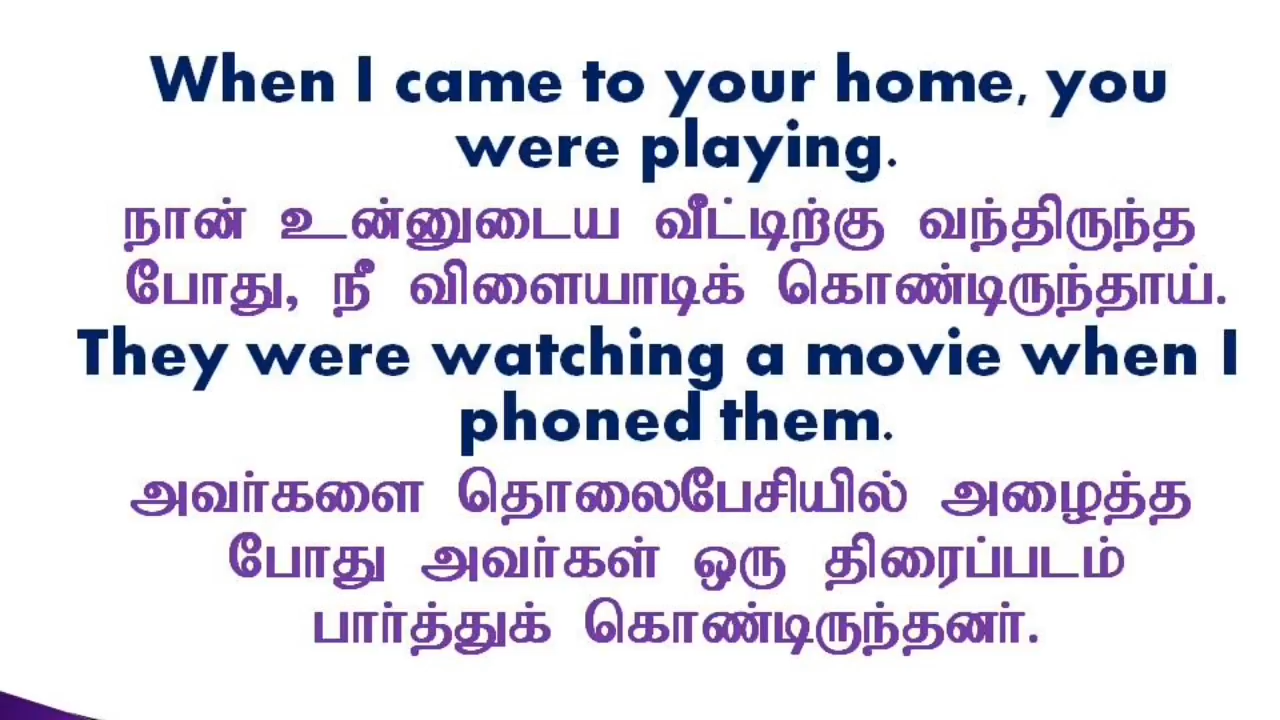 When I came to your home, you
were playing.
நான் உன்னுடைய வீட்டிற்கு வந்திருந்த
போது, நீ விளையாடிக் கொண்டிருந்தாய்.
They were watching a movie when I
phoned them.
அவர்களை தொலைபேசியில் அழைத்த
போது அவர்கள் ஒரு திரைப்படம்
பார்த்துக் கொண்டிருந்தனர்.